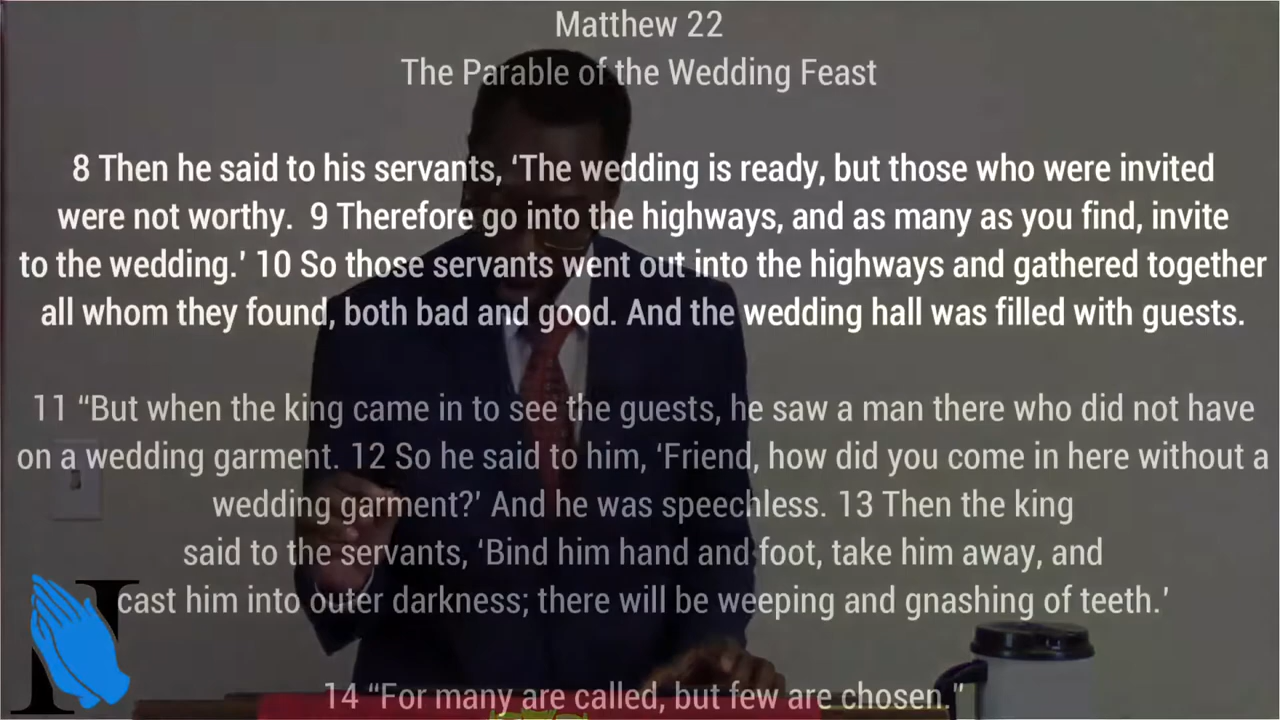 Matthew 22
The Parable of the Wedding Feast
8 Then he said to his servants, ‘The wedding is ready, but those who were invited
were not worthy.  9 Therefore go into the highways, and as many as you find, invite
to the wedding.’ 10 So those servants went out into the highways and gathered together
all whom they found, both bad and good. And the wedding hall was filled with guests.
11 “But when the king came in to see the guests, he saw a man there who did not have
on a wedding garment. 12 So he said to him, ‘Friend, how did you come in here without a
wedding garment?’ And he was speechless. 13 Then the king
said to the servants, ‘Bind him hand and foot, take him away, and
cast him into outer darkness; there will be weeping and gnashing of teeth.’
14 “For many are called, but few are chosen.”